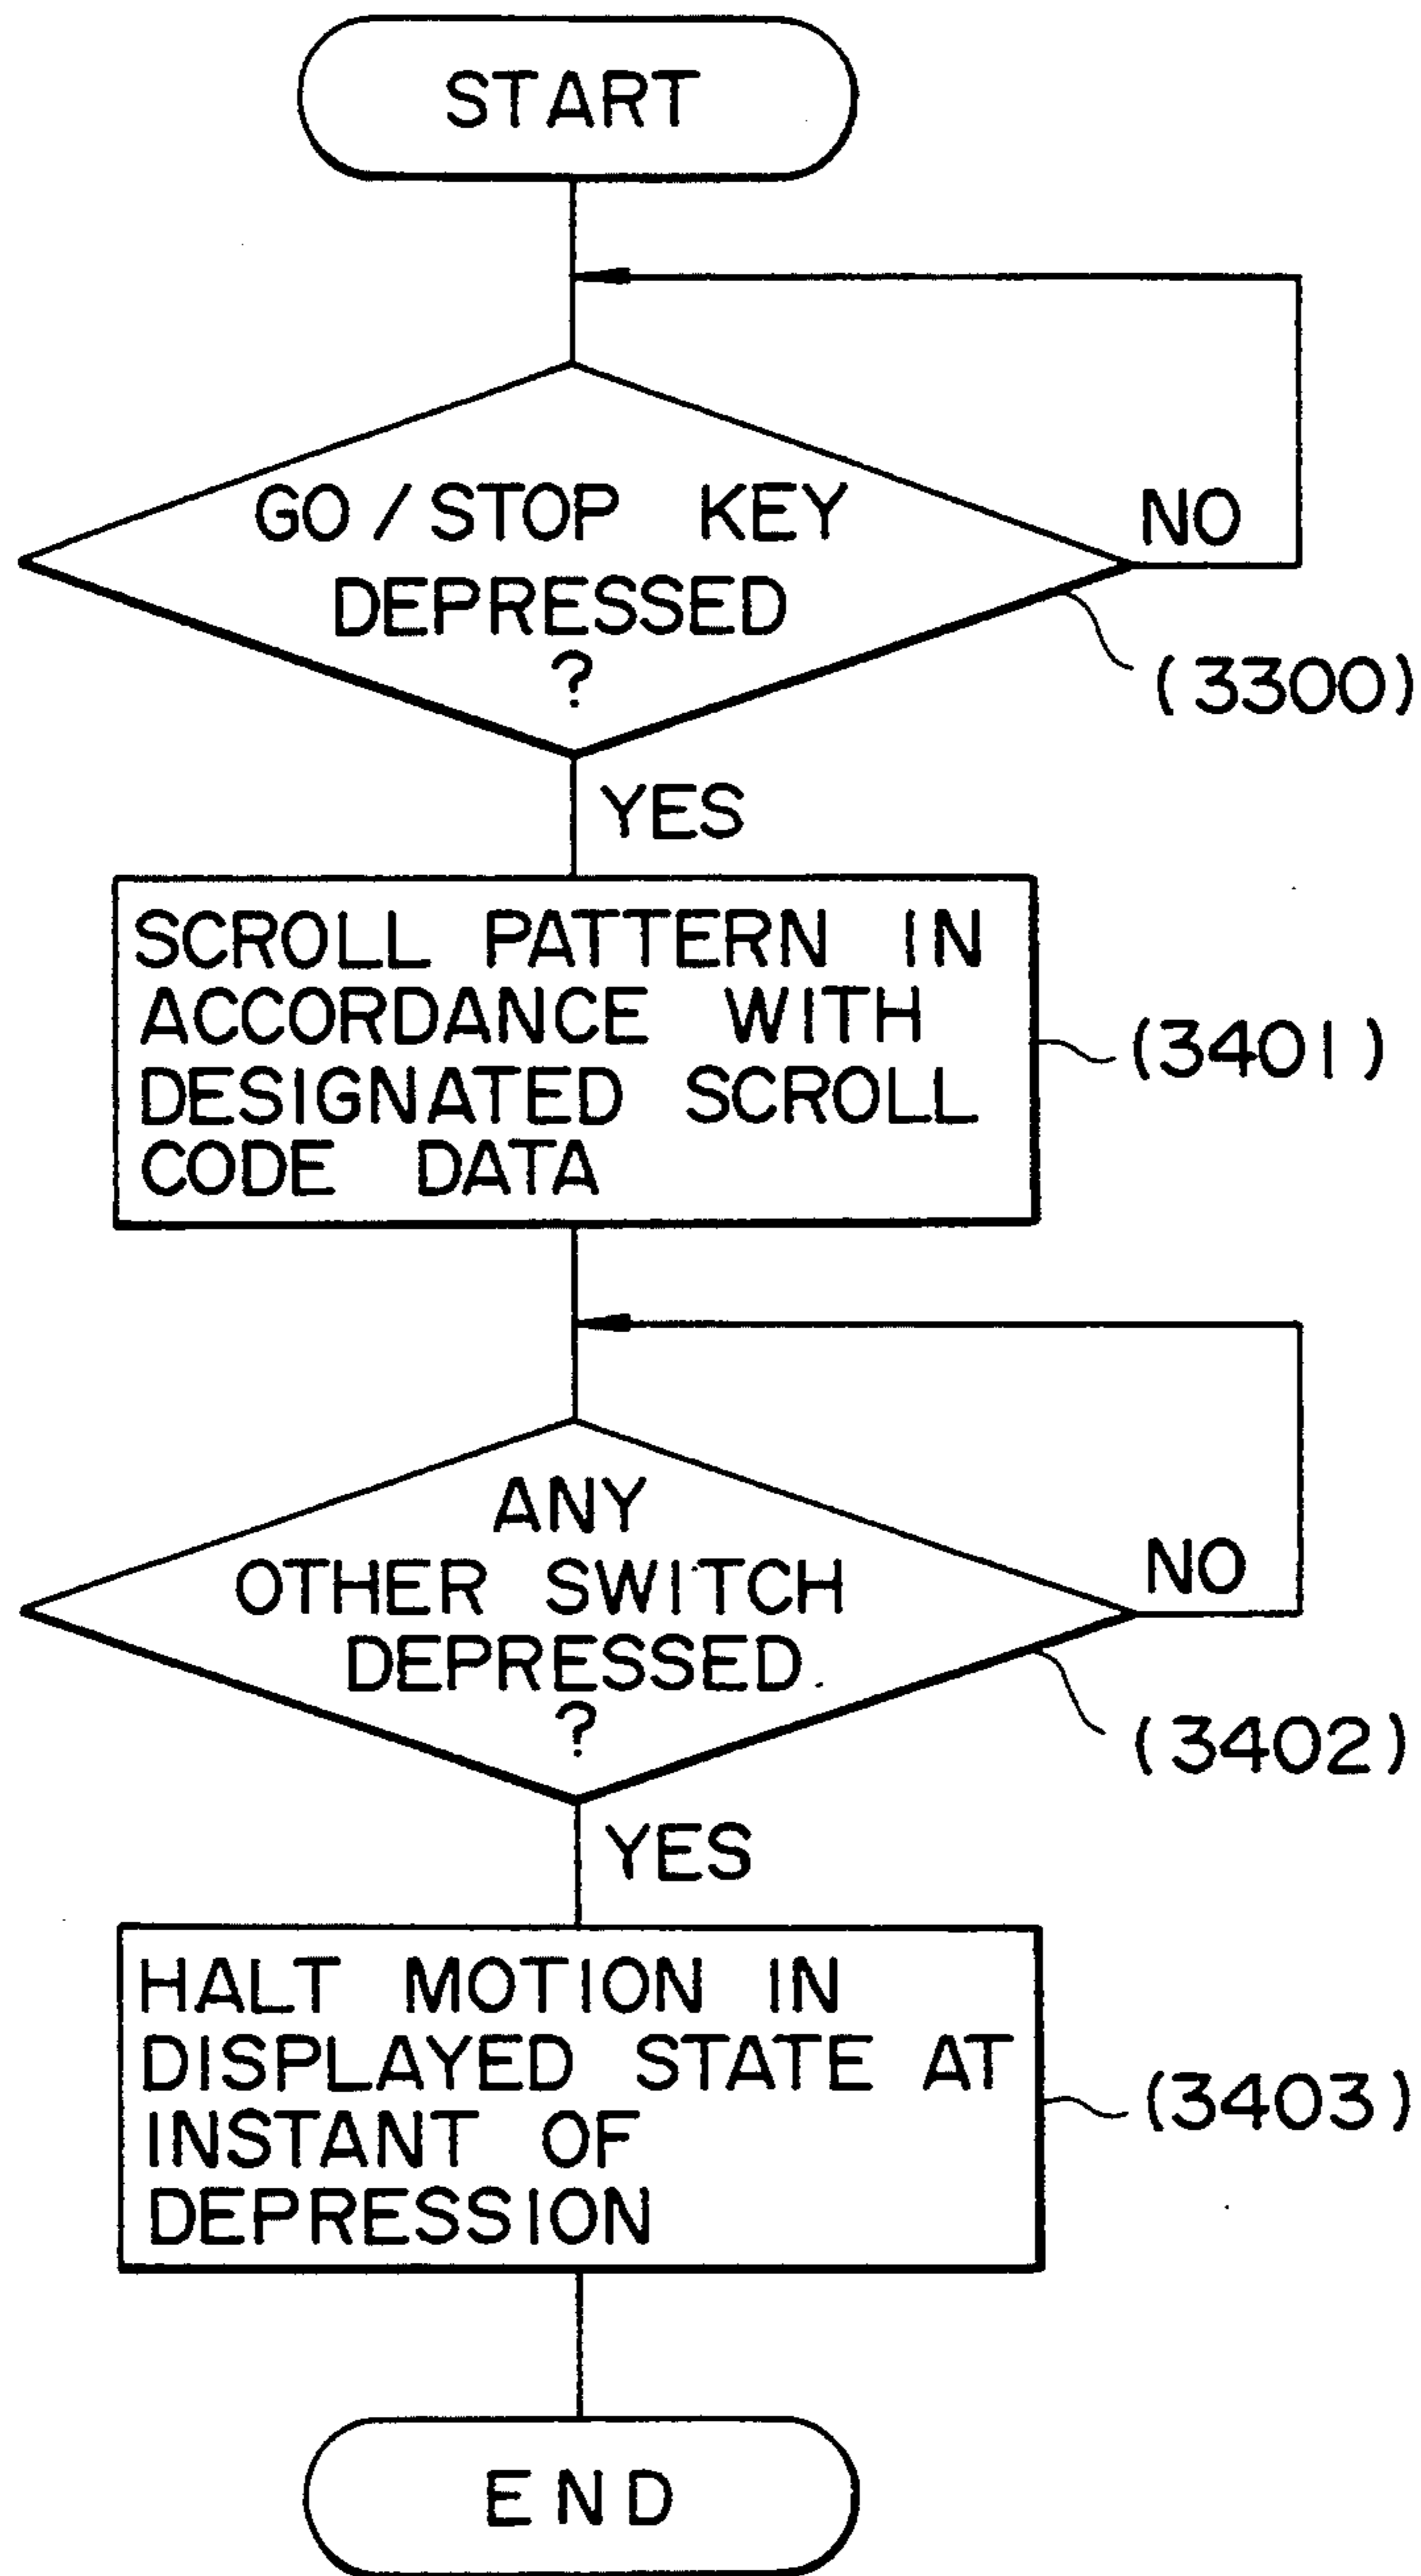 START
GO / STOP KEY
DEPRESSED
?
NO
(3300)
YES
SCROLL PATTERN IN
ACCORDANCE WITH
DESIGNATED SCROLL
CODE DATA
(3401)
ANY
OTHER SWITCH
DEPRESSED
?
NO
(3402)
YES
HALT MOTION IN
DISPLAYED STATE AT
INSTANT OF
DEPRESSION
(3403)
END